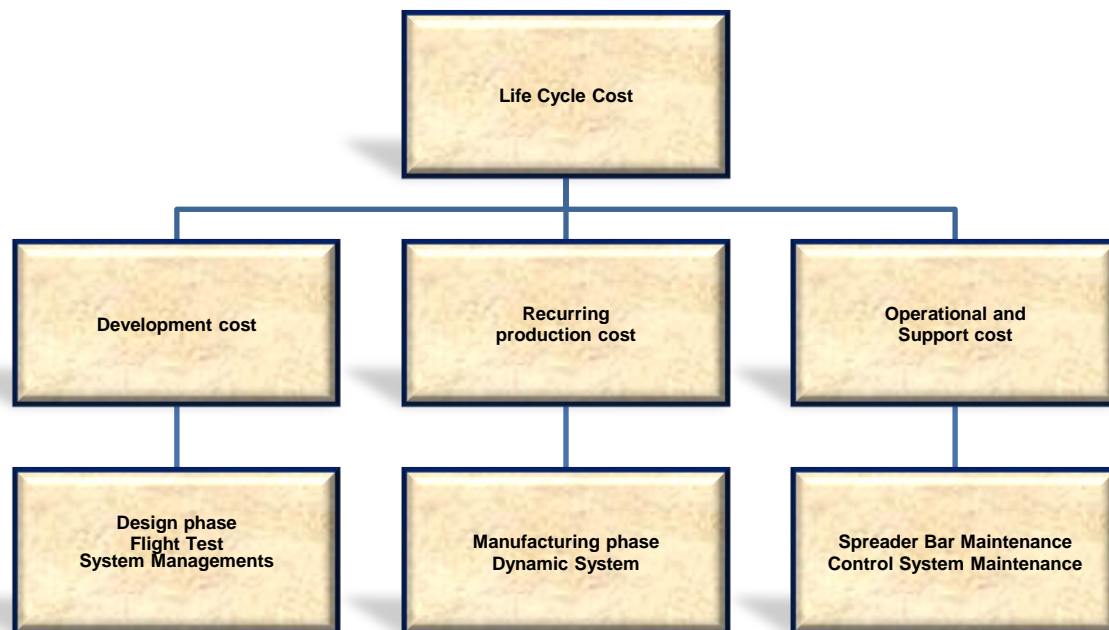 Life Cycle Cost
Development cost
Recurring
production cost
Operational and
Support cost
Design phase
Flight Test
System Managements
Manufacturing phase
Dynamic System
Spreader Bar Maintenance
Control System Maintenance